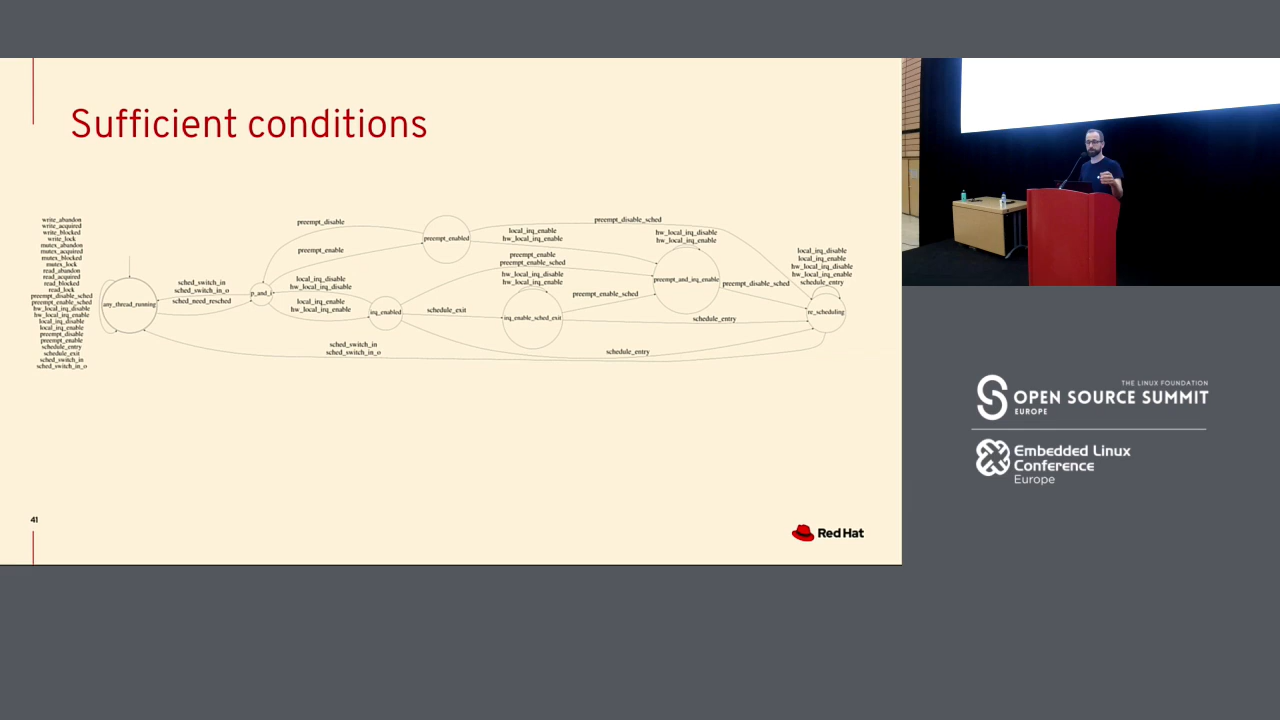 Sufficient conditions
write_abandon
write_acquired
write_blocked
write_lock
mutex_abandon
mutex_acquired
mutex_blocked
mutex_lock
read_abandon
read_acquired
read_blocked
read_lock
preempt_disable_sched
preempt_enable_sched
hw_local_irq_disable
hw_local_irq_enable
local_irq_disable
local_irq_enable
preempt_disable
preempt_enable
schedule_entry
schedule_exit
sched_switch_in
sched_switch_in_o
any_thread_running
sched_switch_in
sched_switch_in_o
sched_need_resched
preempt_disable
preempt_enable
local_irq_disable
hw_local_irq_disable
local_irq_enable
hw_local_irq_enable
sched_switch_in
sched_switch_in_o
p_and_i
irq_enabled
preempt_enabled
schedule_exit
preempt_disable_sched
local_irq_enable
hw_local_irq_enable
preempt_enable
preempt_enable_sched
hw_local_irq_disable
hw_local_irq_enable
irq_enable_sched_exit
preempt_enable_sched
schedule_entry
schedule_entry
hw_local_irq_disable
hw_local_irq_enable
preempt_and_irq_enable
preempt_disable_sched
local_irq_disable
local_irq_enable
hw_local_irq_disable
hw_local_irq_enable
schedule_entry
re_scheduling
41
Red Hat
THE LINUX FOUNDATION
OPEN SOURCE SUMMIT
EUROPE
Embedded Linux
Conference
Europe